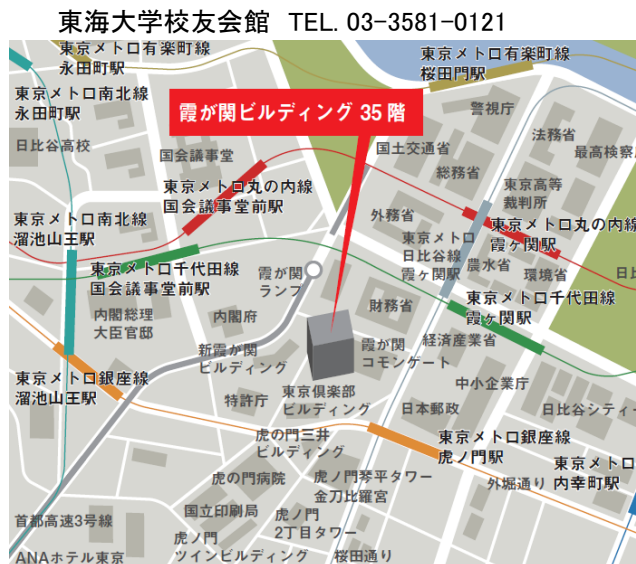 東海大学校友会館 TEL. 03-3581-0121
東京メトロ有楽町線
永田町駅
東京メトロ有楽町線
桜田門駅
東京メトロ南北線
永田町駅
霞が関ビルディング 35 階
警視庁
法務省
日比谷高校
国会議事堂
国土交通省
最高検察
総務省
東京メトロ丸の内線
国会議事堂前駅
東京高等
裁判所
東京メトロ南北線
溜池山王駅
外務省
東京メトロ丸の内線
霞ヶ関駅
東京メトロ
日比谷線
霞ヶ関駅
農水省
環境省
日比
東京メトロ千代田線
国会議事堂前駅
霞が関
ランプ
財務省
東京メトロ千代田線
霞ヶ関駅
内閣総理
大臣官邸
内閣府
新霞が関
ビルディング
霞が関
コモンゲート
経済産業省
東京メトロ銀座線
溜池山王駅
特許庁
東京倶楽部
ビルディング
中小企業庁
日本郵政
日比谷シティ
虎の門三井
ビルディング
東京メトロ銀座線
虎ノ門駅
東京メトロ
内幸町駅
虎の門病院
虎ノ門琴平タワー
金刀比羅宮
外堀通り
国立印刷局
虎ノ門
2丁目タワー
首都高速3号線
虎ノ門
ツインビルディング
桜田通り
ANAホテル東京